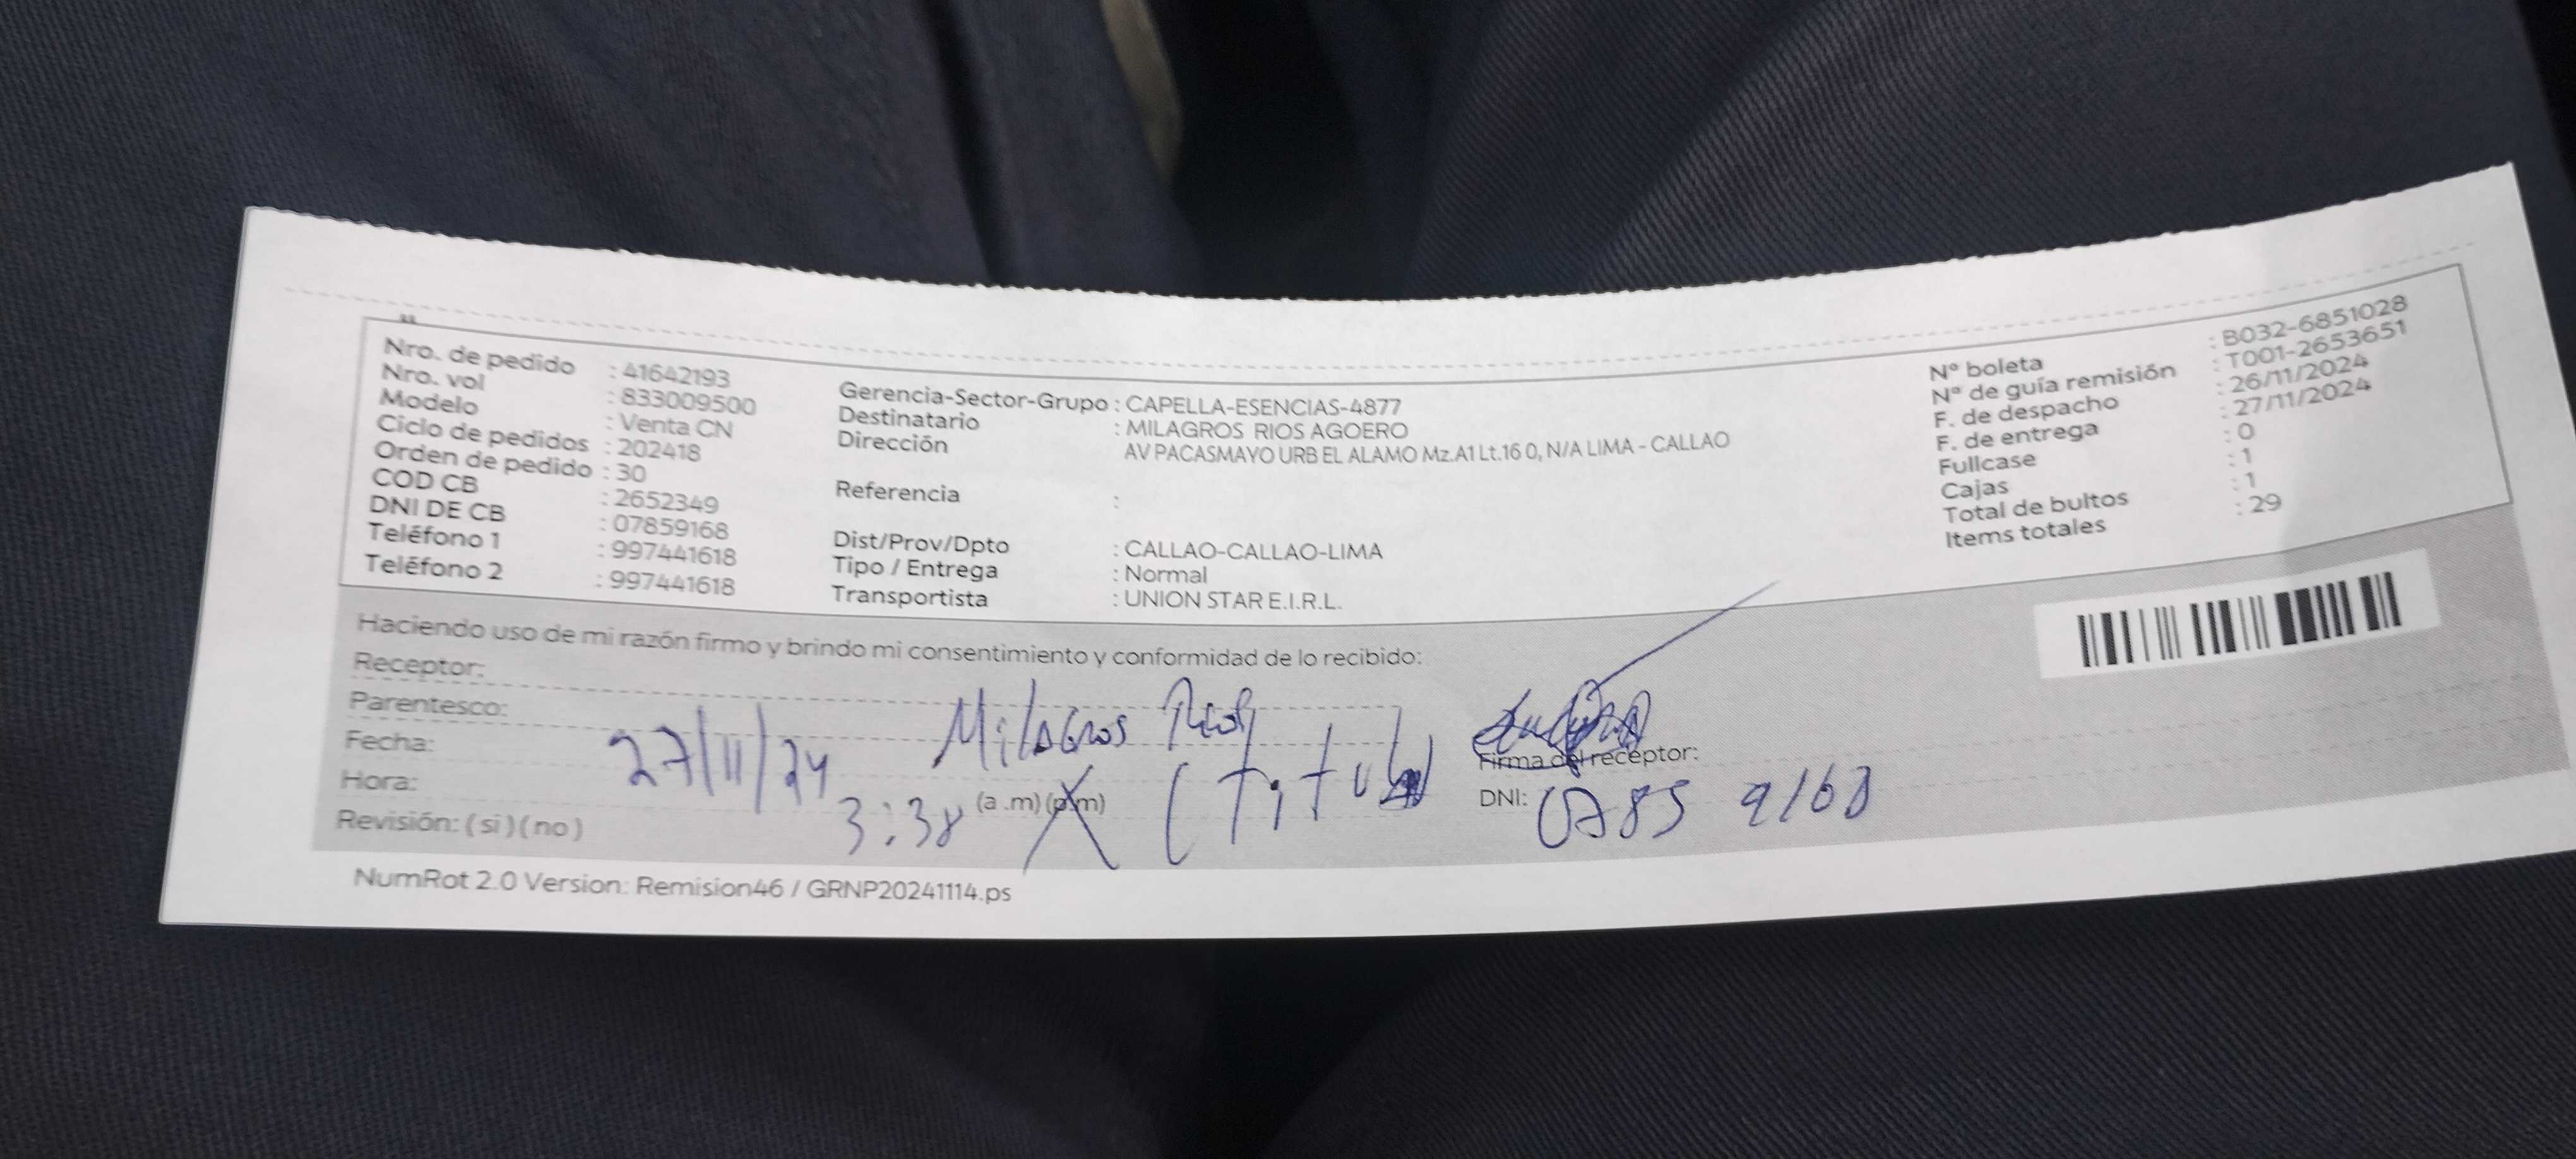 Nro. de pedido : 41642193
Nro. vol : 833009500
Modelo : Venta CN
Ciclo de pedidos : 202418
Orden de pedido : 30
COD CB : 2652349
DNI DE CB : 07859168
Teléfono 1 : 997441618
Teléfono 2 : 997441618
Gerencia-Sector-Grupo : CAPELLA-ESENCIAS-4877
Destinatario : MILAGROS RIOS AGOERO
Dirección AV PACASMAYO URB EL ALAMO Mz.A1 Lt.16 0, N/A LIMA - CALLAO
Referencia :
Dist/Prov/Dpto : CALLAO-CALLAO-LIMA
Tipo / Entrega : Normal
Transportista : UNION STAR E.I.R.L.
N° boleta : B032-6851028
N° de guía remisión : T001-2653651
F. de despacho : 26/11/2024
F. de entrega : 27/11/2024
Fullcase : 0
Cajas : 1
Total de bultos : 1
Items totales : 29
Haciendo uso de mi razón firmo y brindo mi consentimiento y conformidad de lo recibido:
Receptor: Milagros Rios
Parentesco: (Titular)
Fecha: 27/11/24
Hora: 3:38 (a .m) (p.m)
Revisión: ( si ) ( no )
Firma del receptor:
DNI: 0785 9168
NumRot 2.0 Version: Remision46 / GRNP20241114.ps